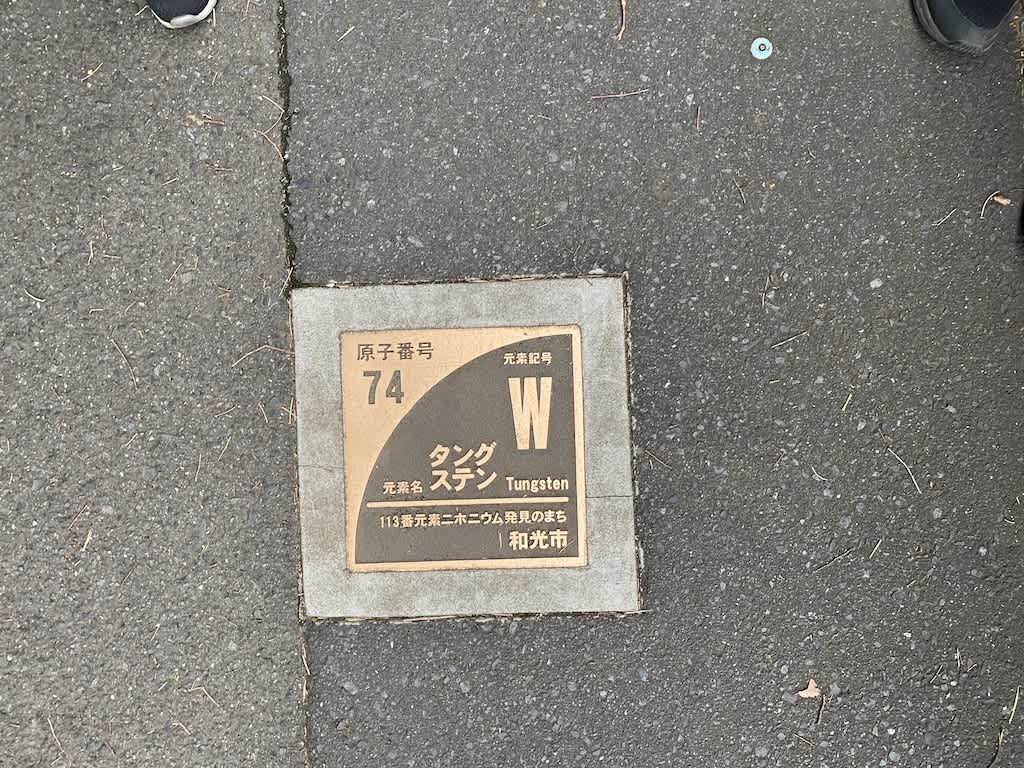 原子番号
74
元素記号
W
タング
ステン
元素名
Tungsten
113番元素ニホニウム発見のまち
和光市